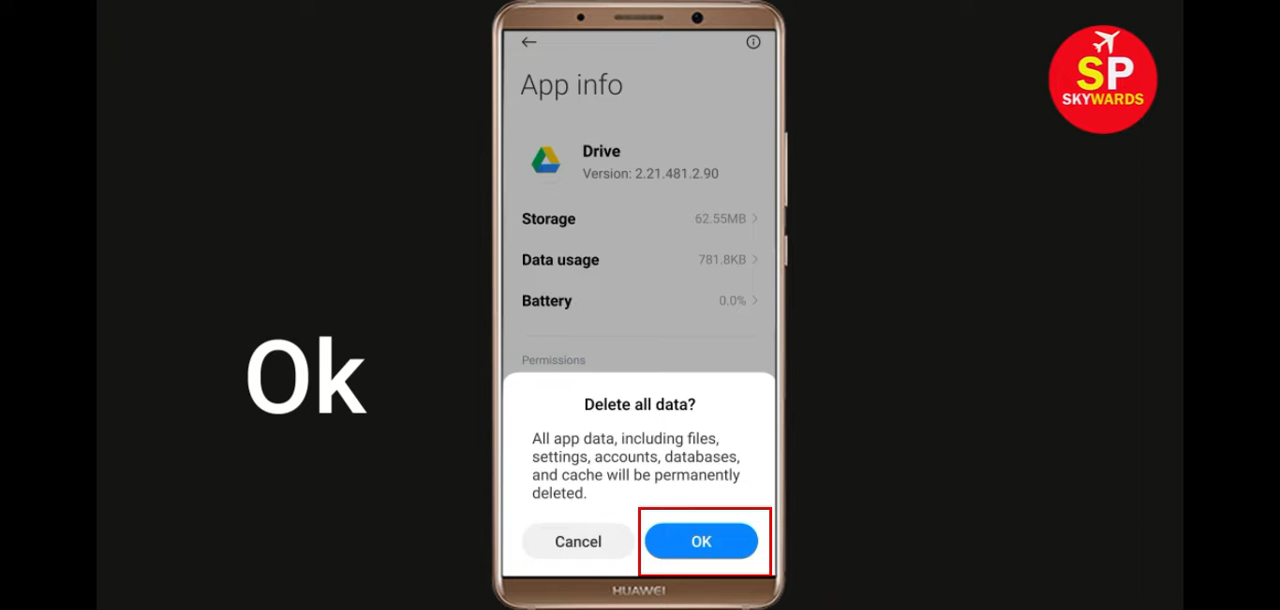 SP
SKYWARDS
App info
Drive
Version: 2.21.481.2.90
Storage 62.55MB
Data usage 781.8KB
Battery 0.0%
Permissions
Ok
Delete all data?
All app data, including files,
settings, accounts, databases,
and cache will be permanently
deleted.
Cancel OK
HUAWEI